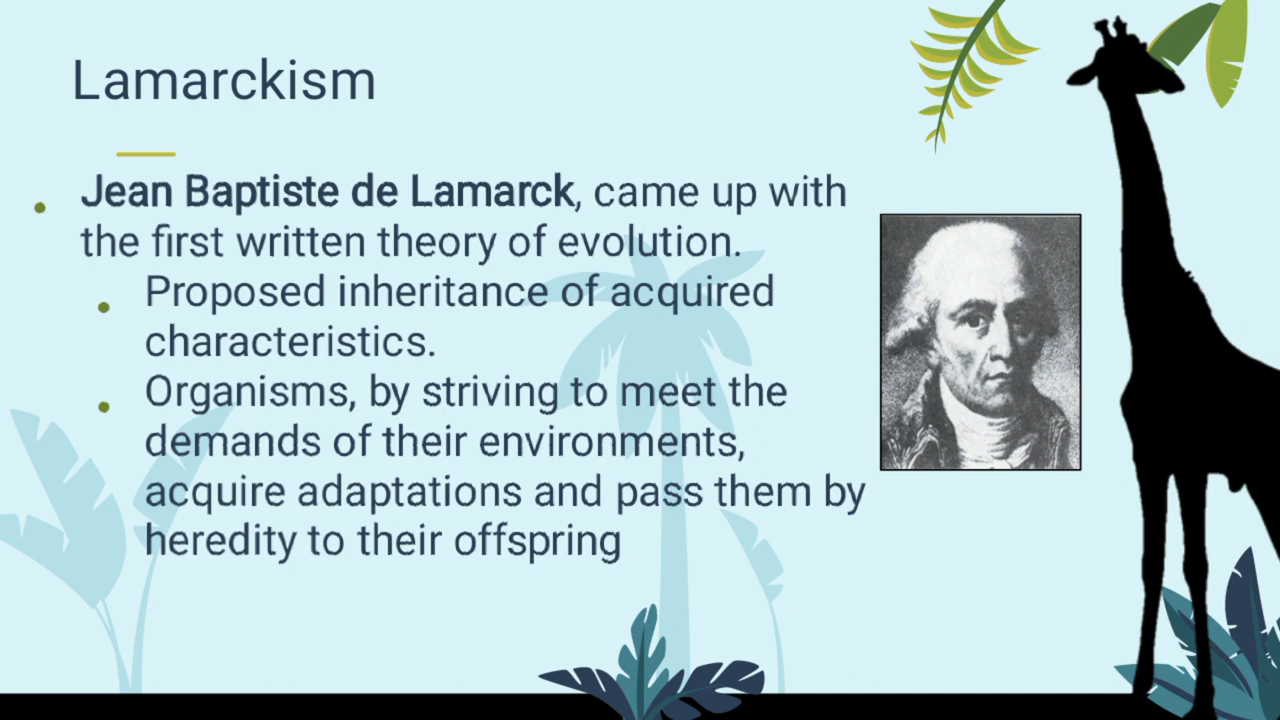 Lamarckism
Jean Baptiste de Lamarck, came up with
the first written theory of evolution.
Proposed inheritance of acquired
characteristics.
Organisms, by striving to meet the
demands of their environments,
acquire adaptations and pass them by
heredity to their offspring